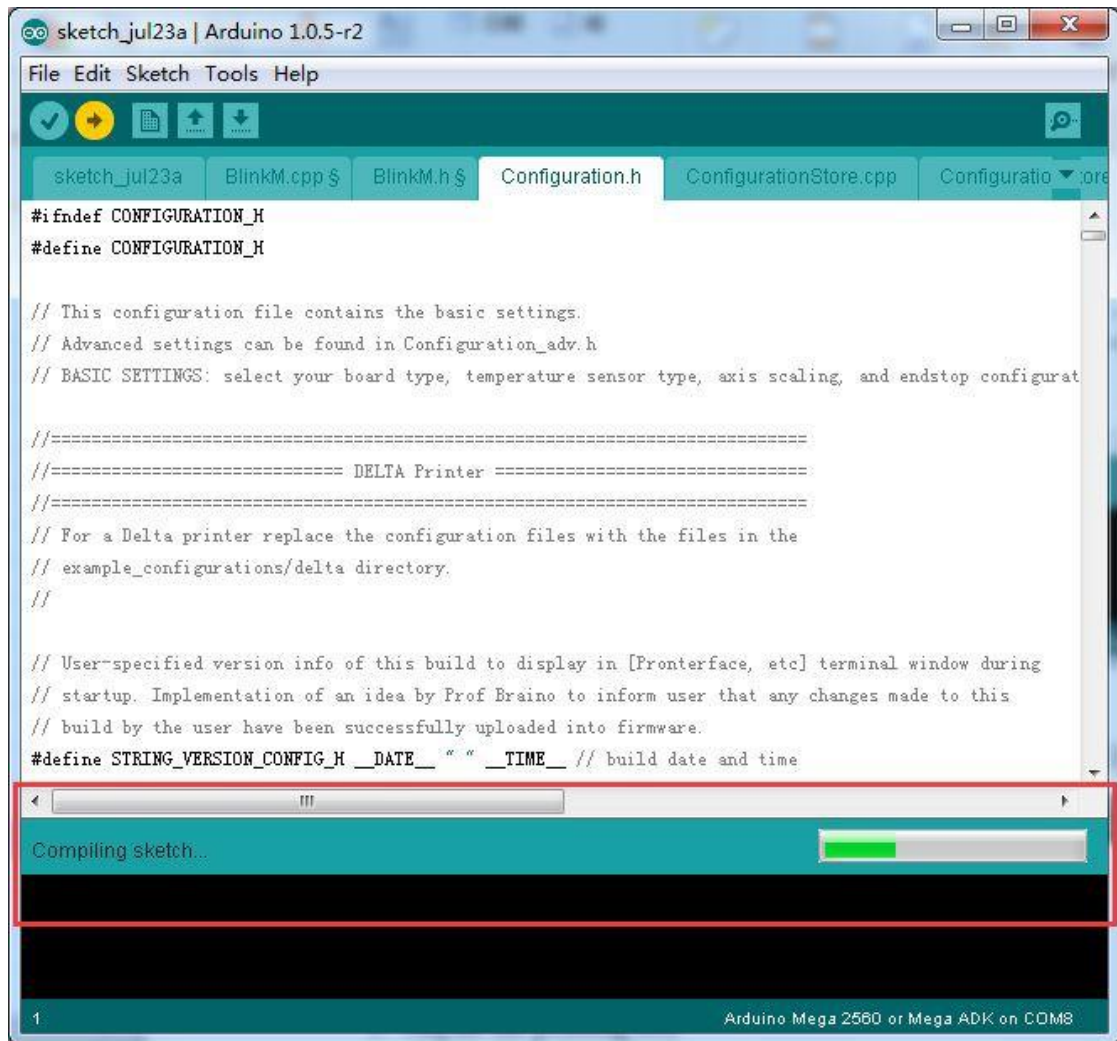 sketch_jul23a | Arduino 1.0.5-r2
File Edit Sketch Tools Help
sketch_jul23a BlinkM.cpp § BlinkM.h § Configuration.h ConfigurationStore.cpp Configuratio ore
#ifndef CONFIGURATION_H
#define CONFIGURATION_H
// This configuration file contains the basic settings.
// Advanced settings can be found in Configuration_adv.h
// BASIC SETTINGS: select your board type, temperature sensor type, axis scaling, and endstop configurat
//===========================================================================
//============================= DELTA Printer ===============================
//===========================================================================
// For a Delta printer replace the configuration files with the files in the
// example_configurations/delta directory.
//
// User-specified version info of this build to display in [Pronterface, etc] terminal window during
// startup. Implementation of an idea by Prof Braino to inform user that any changes made to this
// build by the user have been successfully uploaded into firmware.
#define STRING_VERSION_CONFIG_H __DATE__ " " __TIME__ // build date and time
Compiling sketch...
1 Arduino Mega 2560 or Mega ADK on COM8